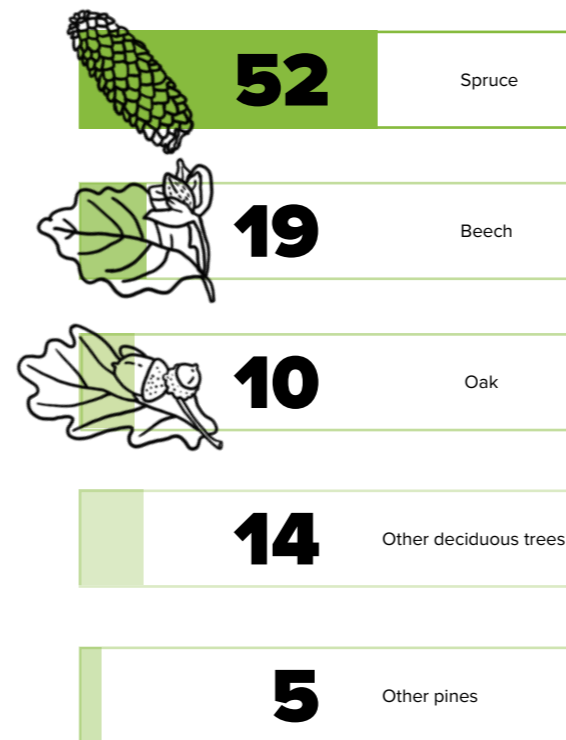 52 Spruce
19 Beech
10 Oak
14 Other deciduous trees
5 Other pines